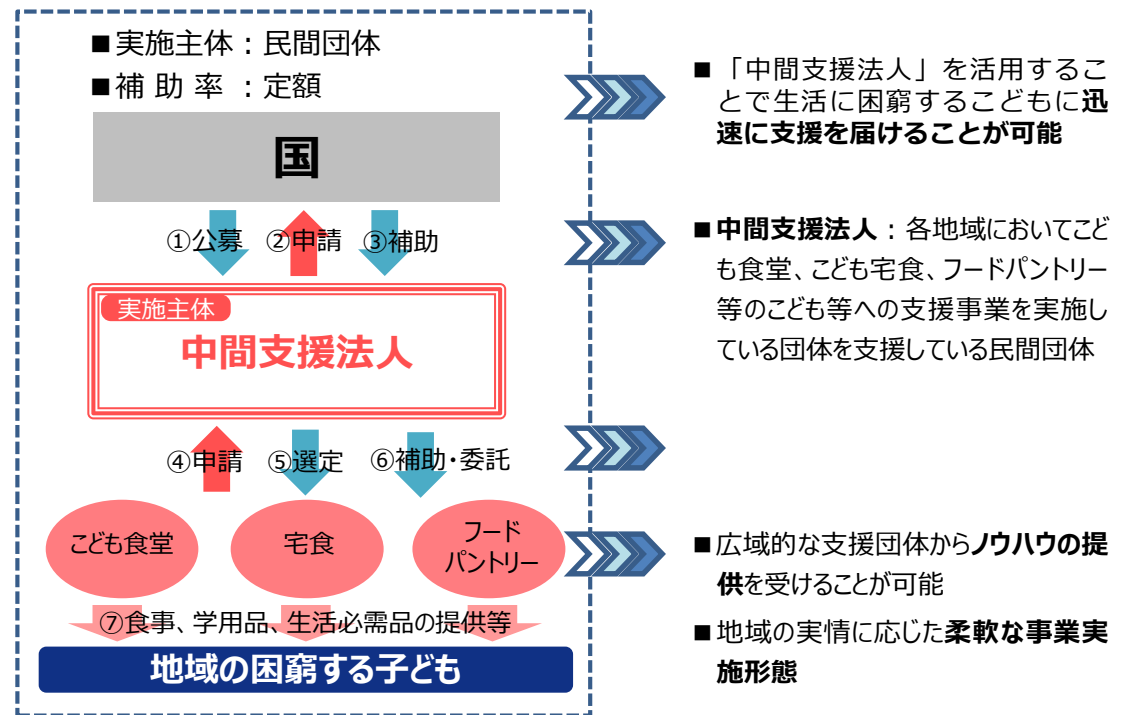 ■実施主体：民間団体
■補 助 率 ：定額
国
①公募 ②申請 ③補助
実施主体
中間支援法人
④申請 ⑤選定 ⑥補助・委託
こども食堂
宅食
フード
パントリー
⑦食事、学用品、生活必需品の提供等
地域の困窮する子ども
■「中間支援法人」を活用するこ
とで生活に困窮するこどもに迅
速に支援を届けることが可能
■中間支援法人：各地域においてこど
も食堂、こども宅食、フードパントリー
等のこども等への支援事業を実施し
ている団体を支援している民間団体
■広域的な支援団体からノウハウの提
供を受けることが可能
■地域の実情に応じた柔軟な事業実
施形態